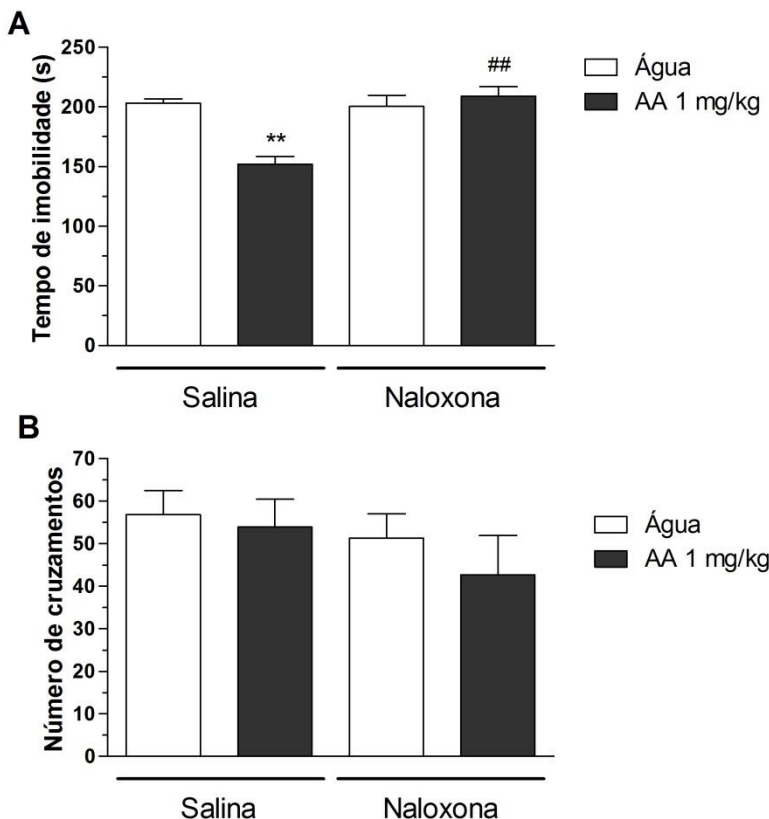 A
Tempo de imobilidade (s)
250
200
150
100
50
0
**
##
Água
AA 1 mg/kg
Salina
Naloxona
B
Número de cruzamentos
70
60
50
40
30
20
10
0
Água
AA 1 mg/kg
Salina
Naloxona